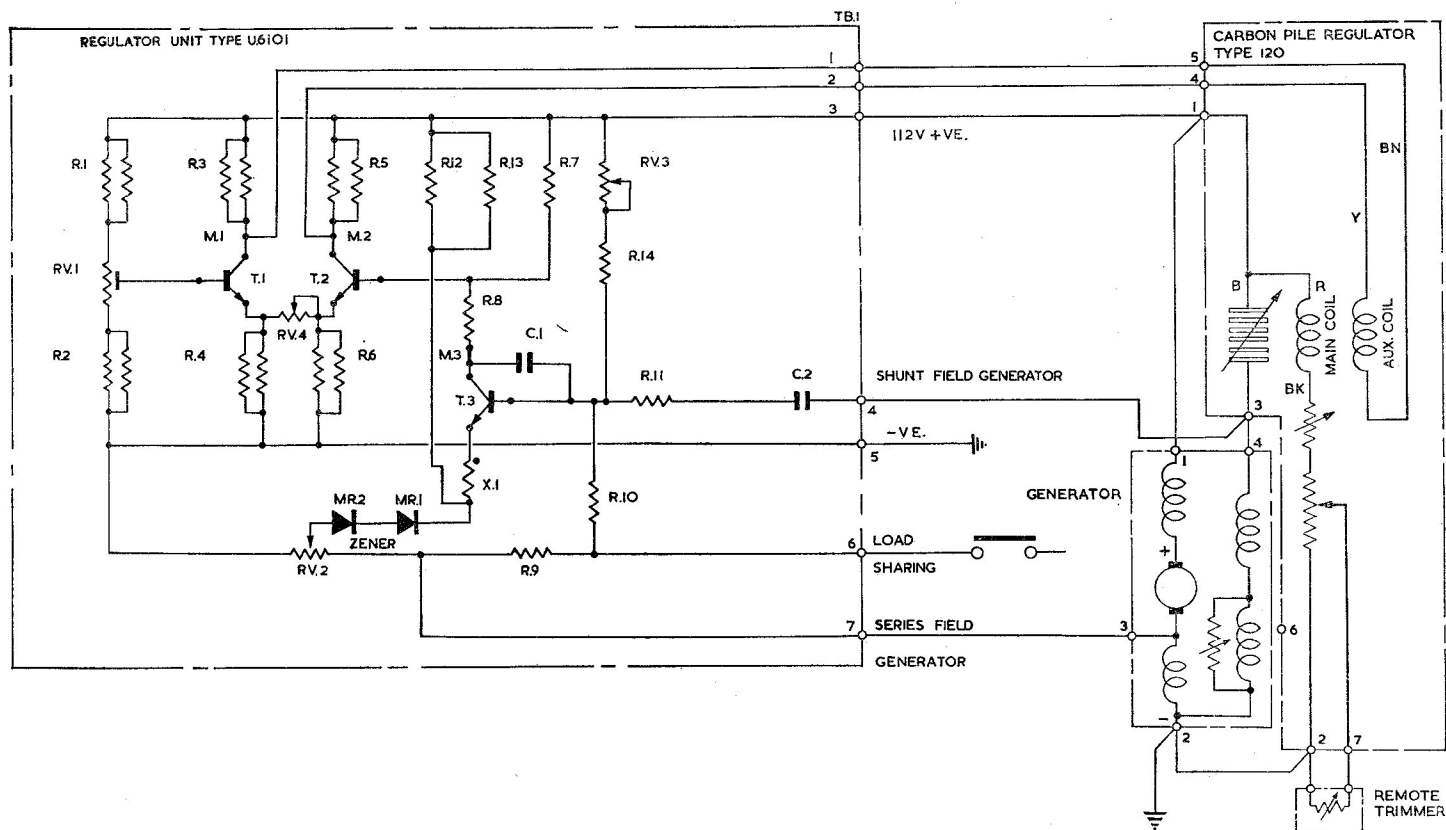 TB.1
REGULATOR UNIT TYPE U.6101
CARBON PILE REGULATOR
TYPE 120
1
5
2
4
3
1
112V +VE.
BN
R.1
R.3
R.5
R.12
R.13
R.7
RV.3
Y
M.1
M.2
R.14
RV.1
T.1
T.2
R.8
B
R
RV.4
MAIN COIL
AUX. COIL
R.2
R.4
R.6
M.3
C.1
R.11
C.2
SHUNT FIELD GENERATOR
BK
T.3
4
3
-VE.
5
4
1
X.1
MR.2
MR.1
R.10
GENERATOR
ZENER
6
LOAD
SHARING
+
RV.2
R.9
7
SERIES FIELD
3
6
GENERATOR
-
2
2
7
REMOTE
TRIMMER